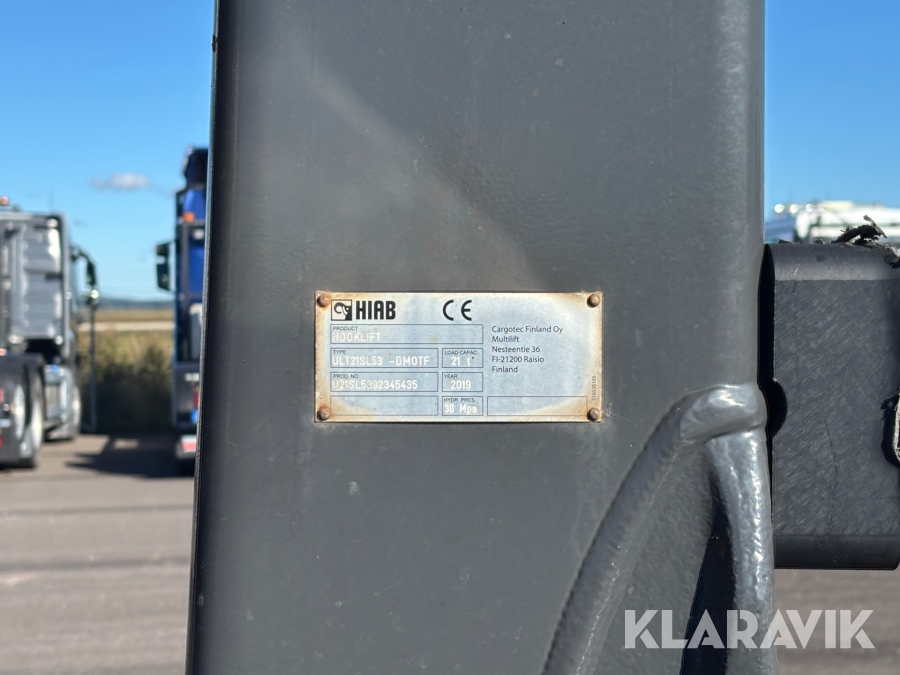 HIAB CE
PRODUCT
HOOKLIFT
TYPE
ULT21SL53 -DMOTF
LOAD CAPAC.
21 t
PROD NO.
U21SL5392345435
YEAR
2019
HYDR PRES.
30 Mpa
Cargotec Finland Oy
Multilift
Nesteentie 36
FI-21200 Raisio
Finland
KLARAVIK